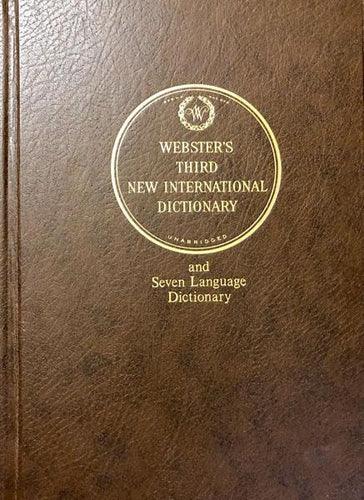 W
WEBSTER'S
THIRD
NEW INTERNATIONAL
DICTIONARY
UNABRIDGED
and
Seven Language
Dictionary